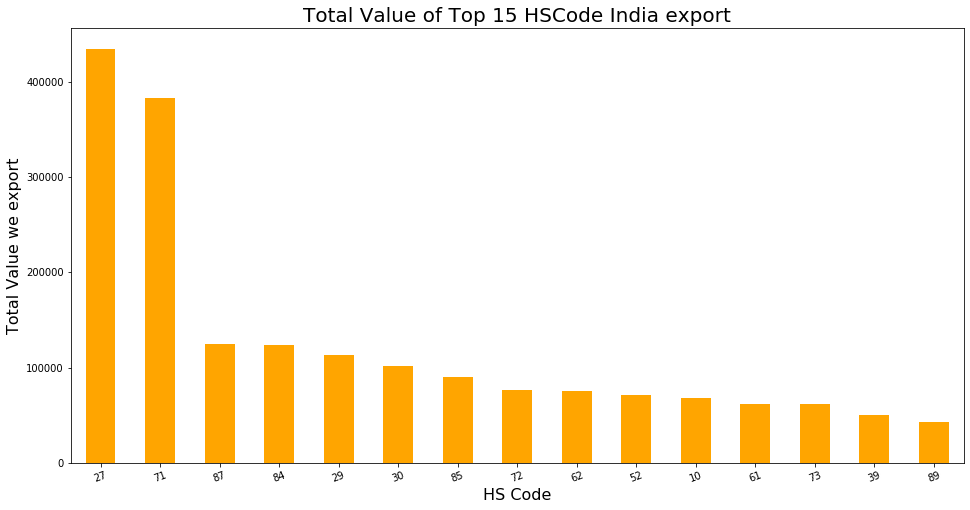 Total Value of Top 15 HSCode India export
Total Value we export
400000
300000
200000
100000
0
27 71 87 84 29 30 85 72 62 52 10 61 73 39 89
HS Code